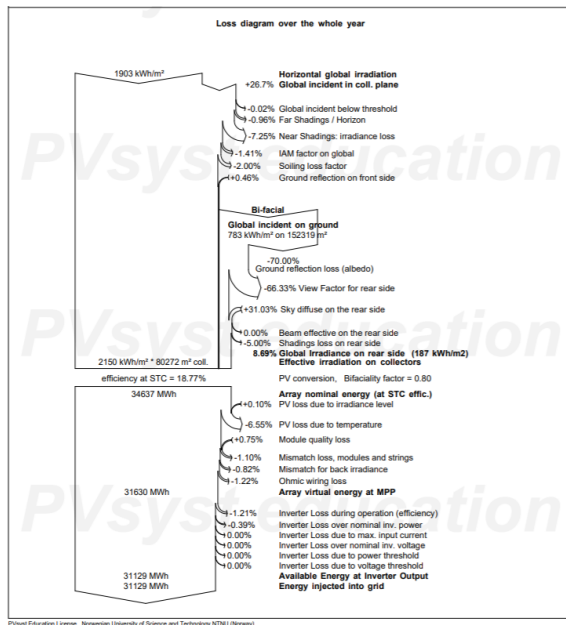 Loss diagram over the whole year
1903 kWh/m²
Horizontal global irradiation
+26.7% Global incident in coll. plane
-0.02% Global incident below threshold
-0.96% Far Shadings / Horizon
-7.25% Near Shadings: irradiance loss
-1.41% IAM factor on global
-2.00% Soiling loss factor
+0.46% Ground reflection on front side
PVsyst education
Bi-facial
Global incident on ground
783 kWh/m² on 152319 m²
-70.00%
Ground reflection loss (albedo)
-66.33% View Factor for rear side
+31.03% Sky diffuse on the rear side
PVsyst education
0.00% Beam effective on the rear side
-5.00% Shadings loss on rear side
8.69% Global Irradiance on rear side (187 kWh/m2)
2150 kWh/m² * 80272 m² coll. Effective irradiation on collectors
efficiency at STC = 18.77% PV conversion, Bifaciality factor = 0.80
34637 MWh Array nominal energy (at STC effic.)
+0.10% PV loss due to irradiance level
-6.55% PV loss due to temperature
+0.75% Module quality loss
-1.10% Mismatch loss, modules and strings
-0.82% Mismatch for back irradiance
-1.22% Ohmic wiring loss
31630 MWh Array virtual energy at MPP
PVsyst education
-1.21% Inverter Loss during operation (efficiency)
-0.39% Inverter Loss over nominal inv. power
0.00% Inverter Loss due to max. input current
0.00% Inverter Loss over nominal inv. voltage
0.00% Inverter Loss due to power threshold
0.00% Inverter Loss due to voltage threshold
31129 MWh Available Energy at Inverter Output
31129 MWh Energy injected into grid
PVsyst Education License, Norwegian University of Science and Technology NTNU (Norway)